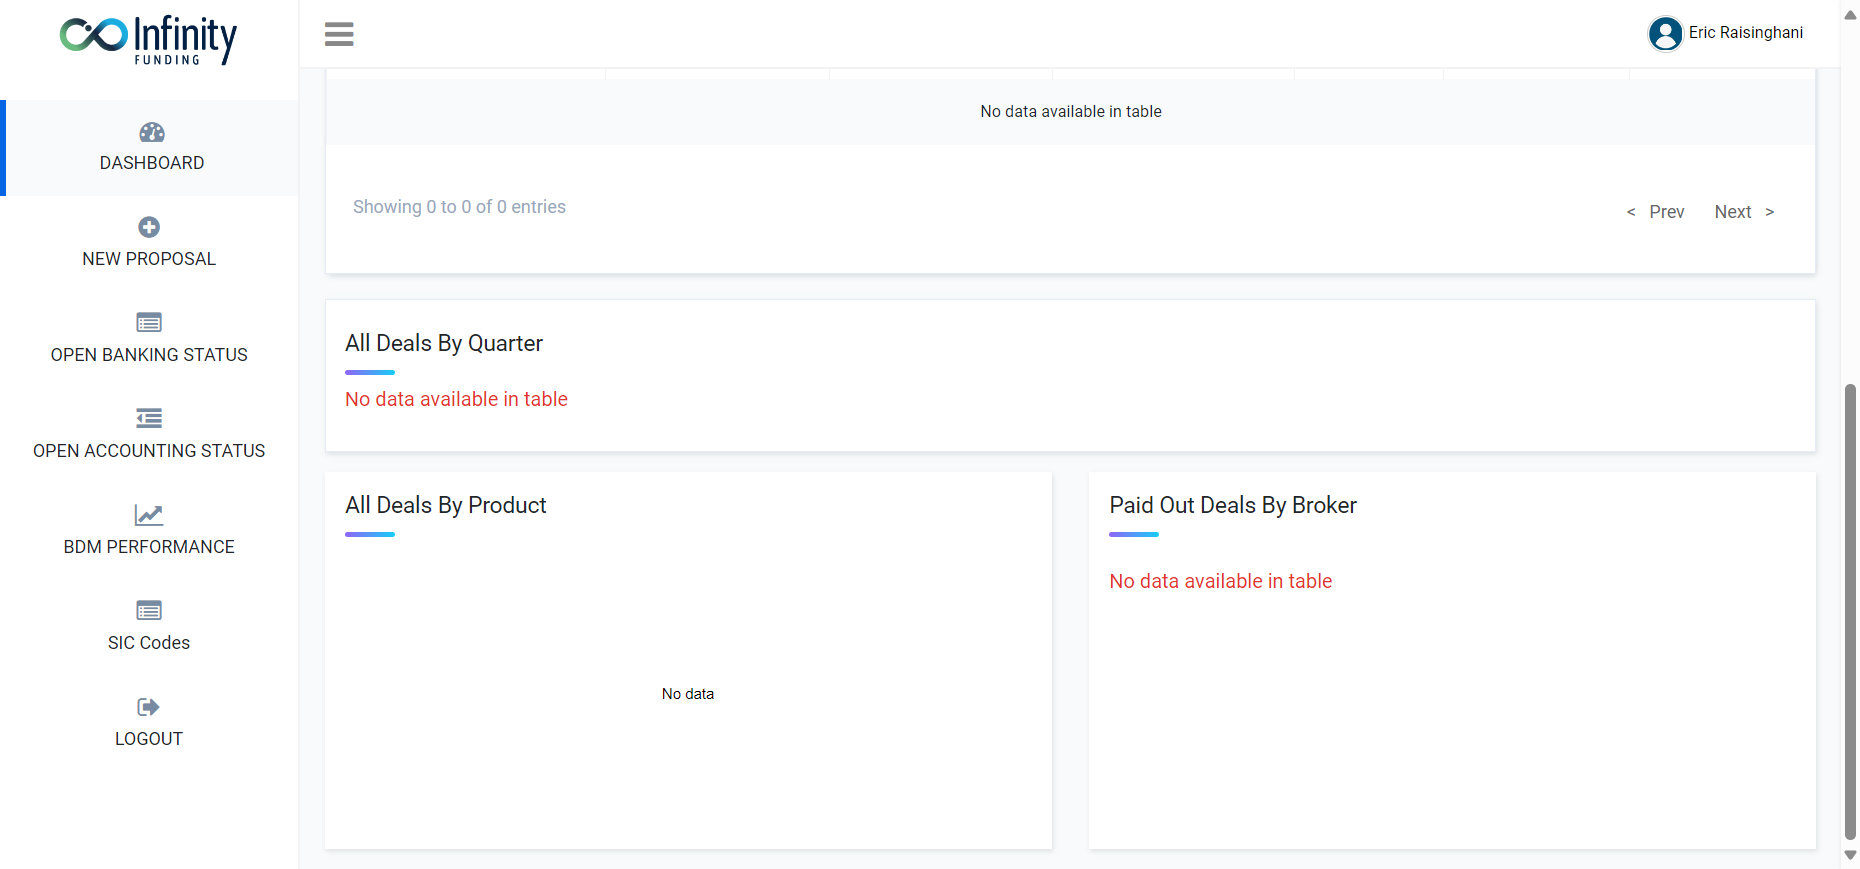 Infinity
FUNDING
Eric Raisinghani
DASHBOARD
NEW PROPOSAL
OPEN BANKING STATUS
OPEN ACCOUNTING STATUS
BDM PERFORMANCE
SIC Codes
LOGOUT
No data available in table
Showing 0 to 0 of 0 entries
< Prev Next >
All Deals By Quarter
No data available in table
All Deals By Product
No data
Paid Out Deals By Broker
No data available in table